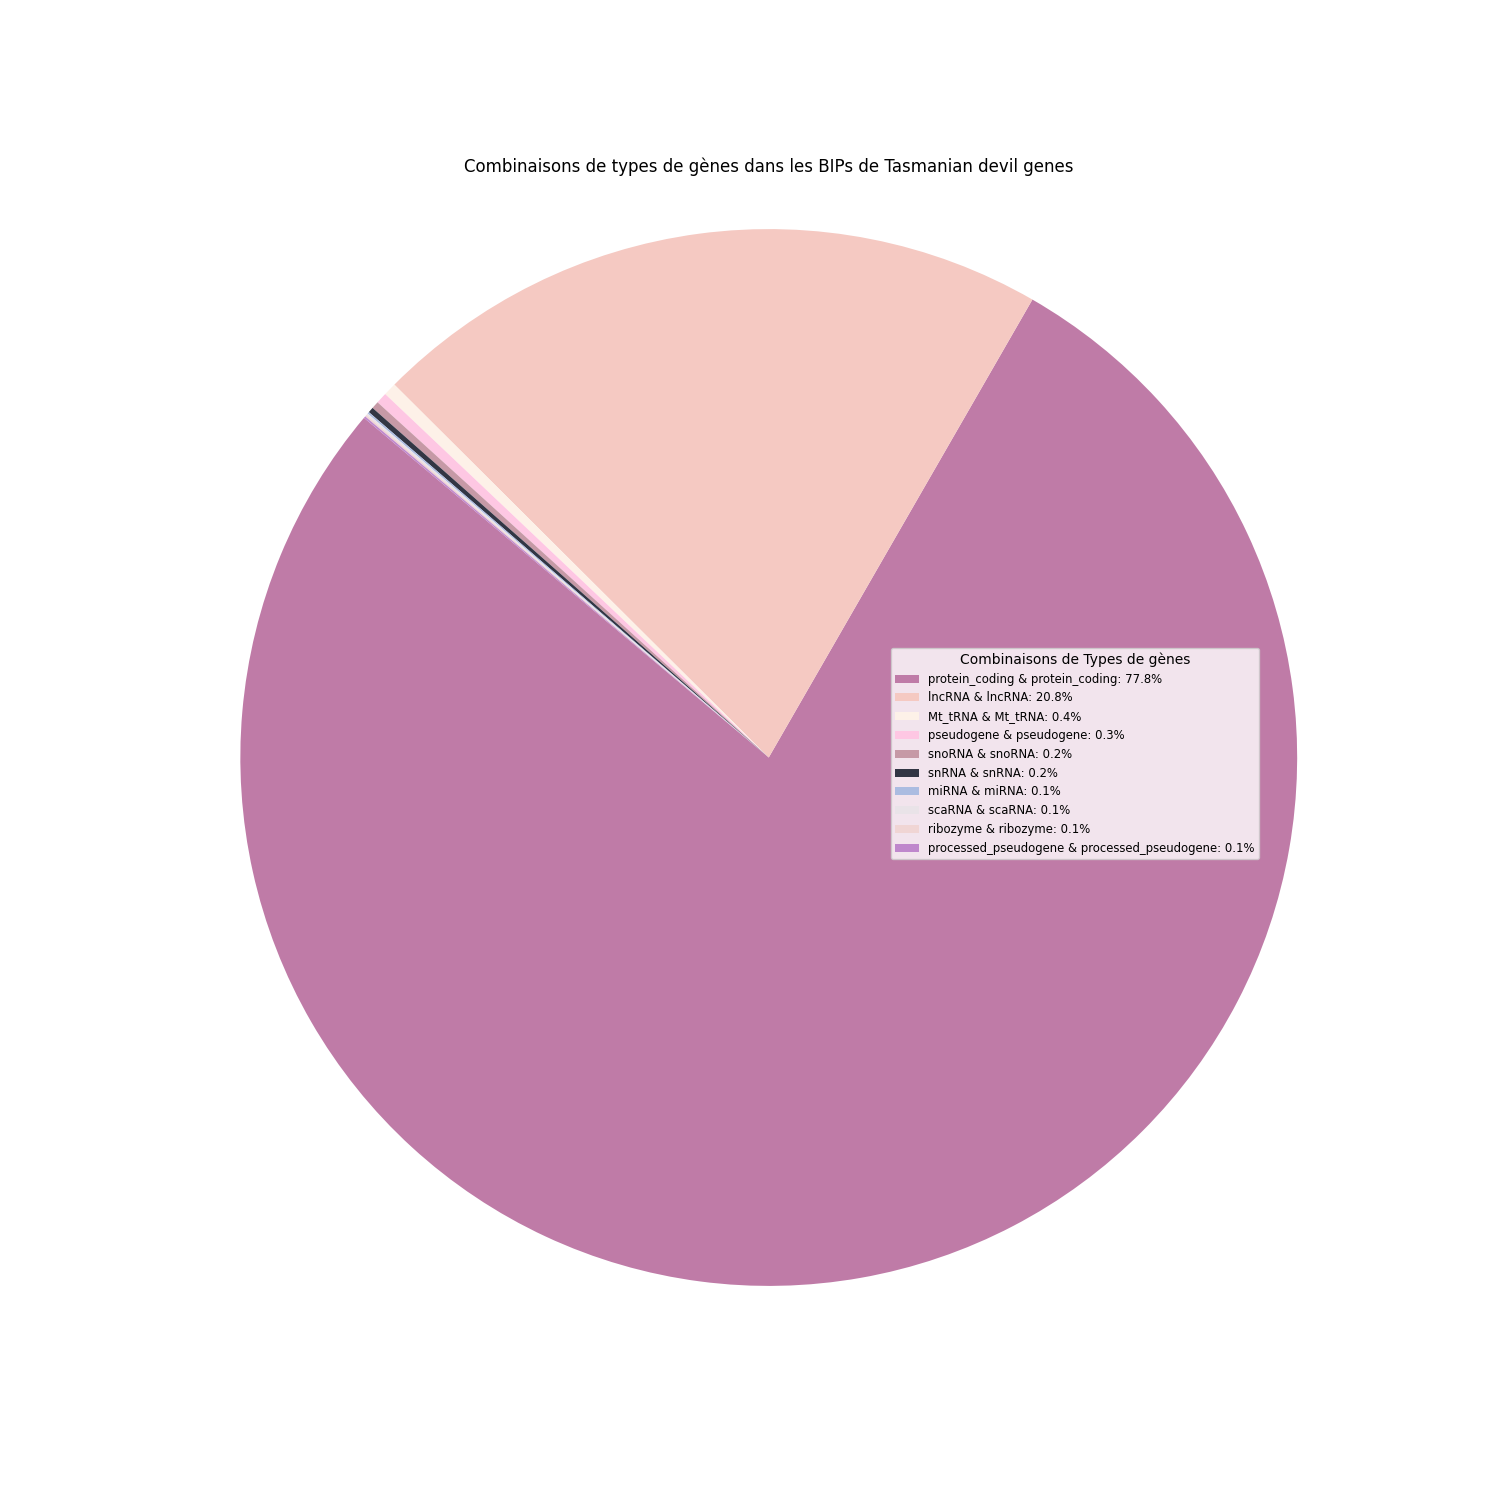 Combinaisons de types de gènes dans les BIPs de Tasmanian devil genes
Combinaisons de Types de gènes
protein_coding & protein_coding: 77.8%
lncRNA & lncRNA: 20.8%
Mt_tRNA & Mt_tRNA: 0.4%
pseudogene & pseudogene: 0.3%
snoRNA & snoRNA: 0.2%
snRNA & snRNA: 0.2%
miRNA & miRNA: 0.1%
scaRNA & scaRNA: 0.1%
ribozyme & ribozyme: 0.1%
processed_pseudogene & processed_pseudogene: 0.1%